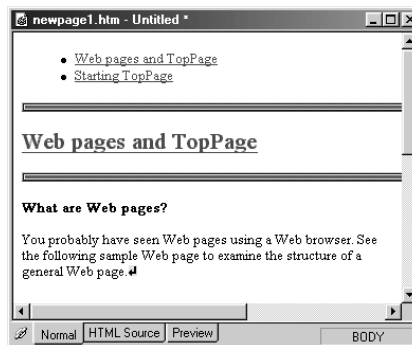 newpage1.htm - Untitled *
Web pages and TopPage
Starting TopPage
Web pages and TopPage
What are Web pages?
You probably have seen Web pages using a Web browser. See
the following sample Web page to examine the structure of a
general Web page.↵
Normal HTML Source Preview BODY